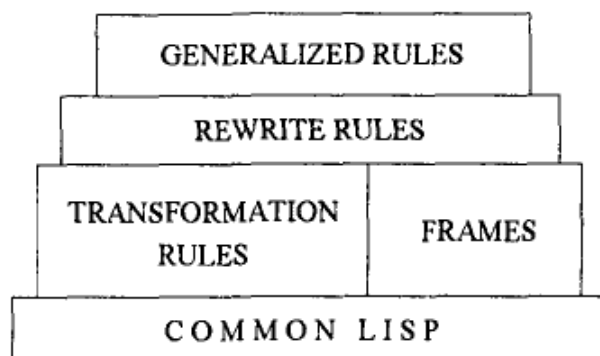 GENERALIZED RULES
REWRITE RULES
TRANSFORMATION
RULES
FRAMES
COMMON LISP